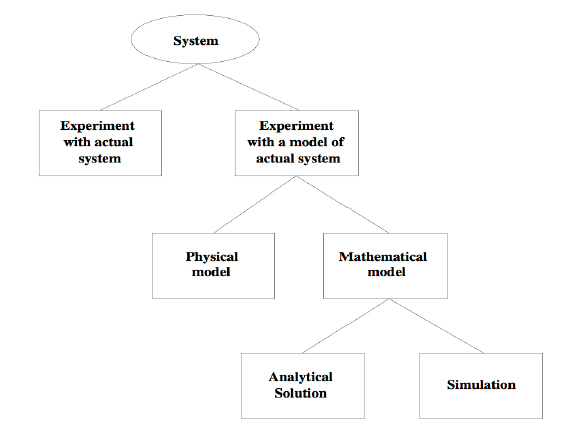 System
Experiment
with actual
system
Experiment
with a model of
actual system
Physical
model
Mathematical
model
Analytical
Solution
Simulation